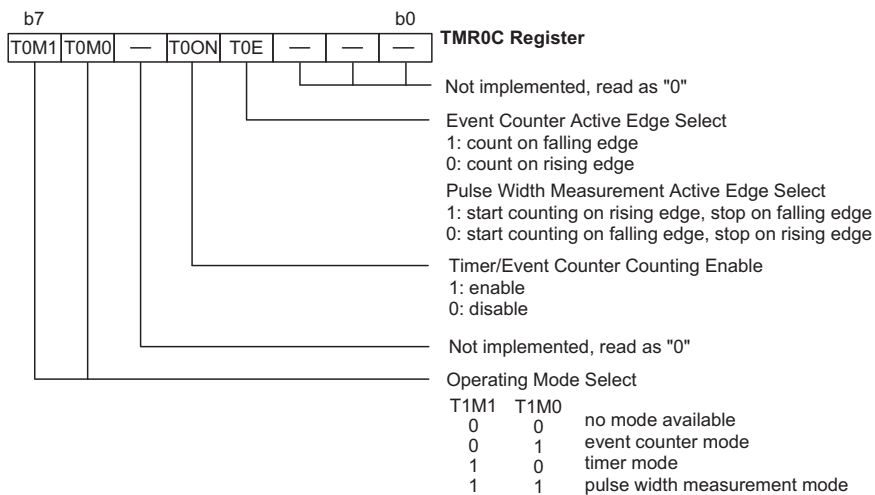 b7 b0
T0M1 T0M0 — T0ON T0E — — —
TMR0C Register
Not implemented, read as "0"
Event Counter Active Edge Select
1: count on falling edge
0: count on rising edge
Pulse Width Measurement Active Edge Select
1: start counting on rising edge, stop on falling edge
0: start counting on falling edge, stop on rising edge
Timer/Event Counter Counting Enable
1: enable
0: disable
Not implemented, read as "0"
Operating Mode Select
T1M1 T1M0
0 0 no mode available
0 1 event counter mode
1 0 timer mode
1 1 pulse width measurement mode